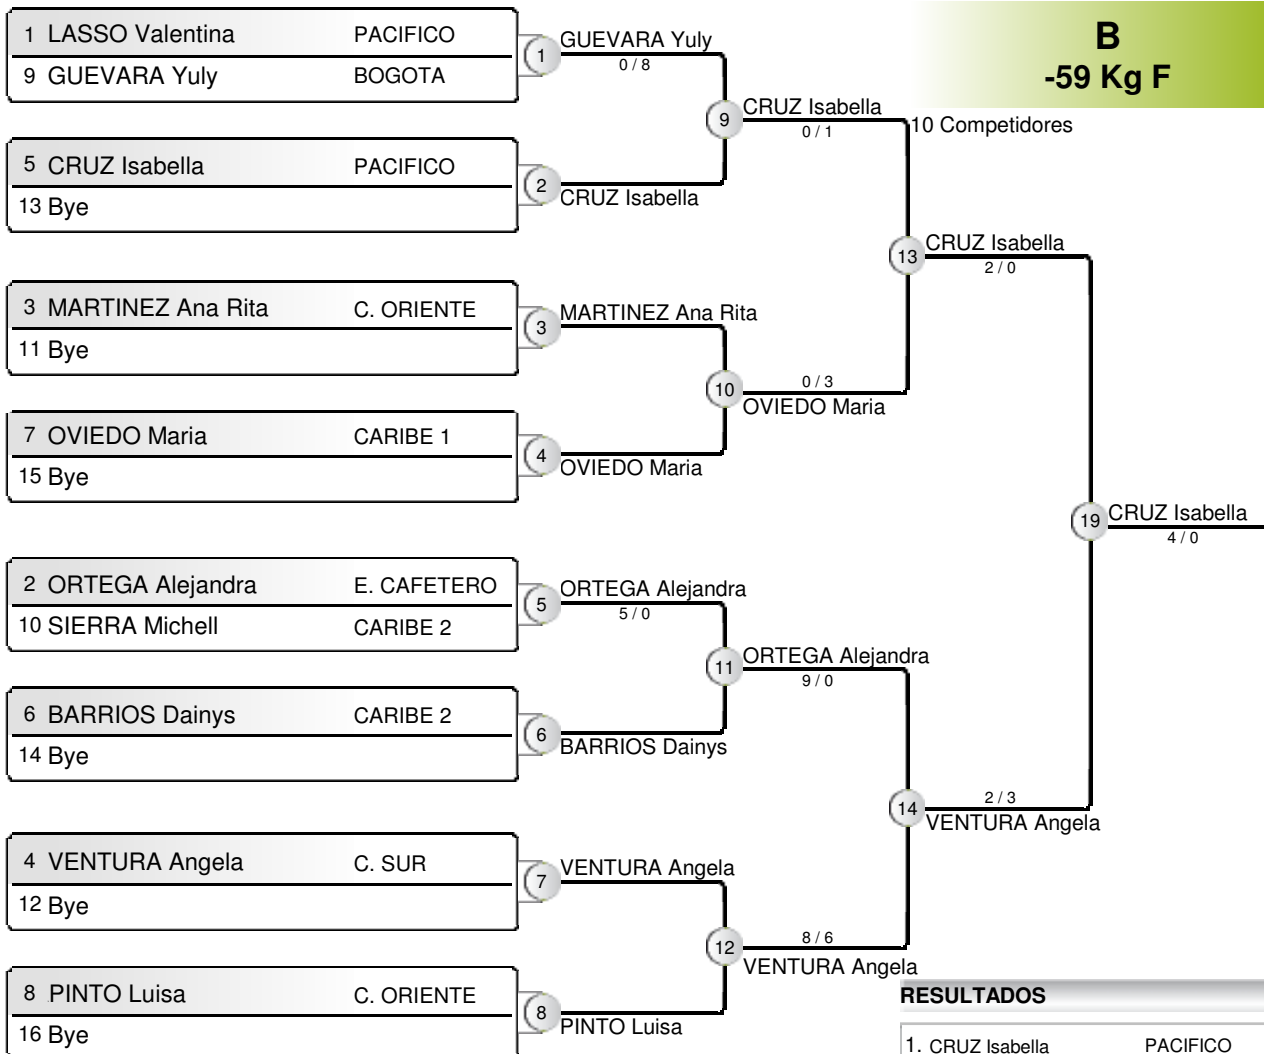 B
-59 Kg F
10 Competidores
1 LASSO Valentina PACIFICO
9 GUEVARA Yuly BOGOTA
1
GUEVARA Yuly
0 / 8
5 CRUZ Isabella PACIFICO
13 Bye
2
CRUZ Isabella
9
CRUZ Isabella
0 / 1
3 MARTINEZ Ana Rita C. ORIENTE
11 Bye
3
MARTINEZ Ana Rita
7 OVIEDO Maria CARIBE 1
15 Bye
4
OVIEDO Maria
10
0 / 3
OVIEDO Maria
13
CRUZ Isabella
2 / 0
2 ORTEGA Alejandra E. CAFETERO
10 SIERRA Michell CARIBE 2
5
ORTEGA Alejandra
5 / 0
6 BARRIOS Dainys CARIBE 2
14 Bye
6
BARRIOS Dainys
11
ORTEGA Alejandra
9 / 0
4 VENTURA Angela C. SUR
12 Bye
7
VENTURA Angela
8 PINTO Luisa C. ORIENTE
16 Bye
8
PINTO Luisa
12
8 / 6
VENTURA Angela
14
2 / 3
VENTURA Angela
19
CRUZ Isabella
4 / 0
RESULTADOS
1. CRUZ Isabella PACIFICO